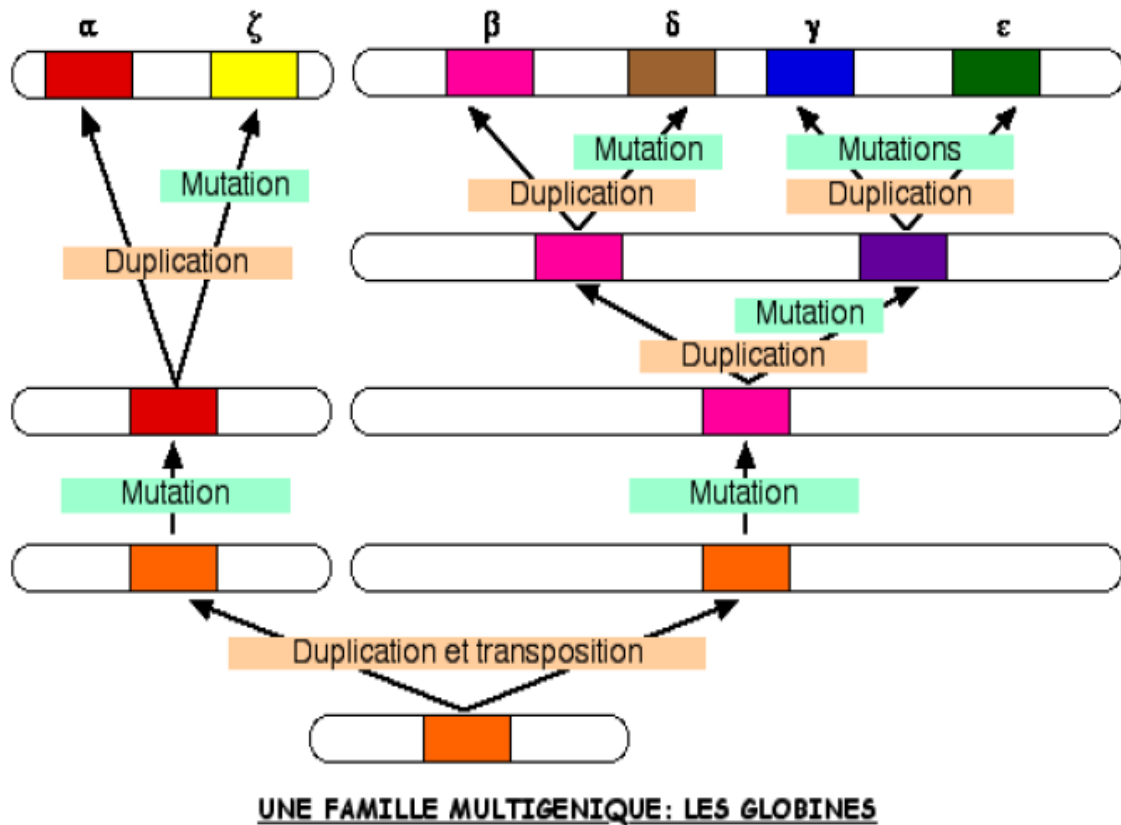 α ζ β δ γ ε
Mutation Mutations
Mutation
Duplication Duplication
Duplication
Mutation
Duplication
Mutation Mutation
Duplication et transposition
UNE FAMILLE MULTIGENIQUE: LES GLOBINES